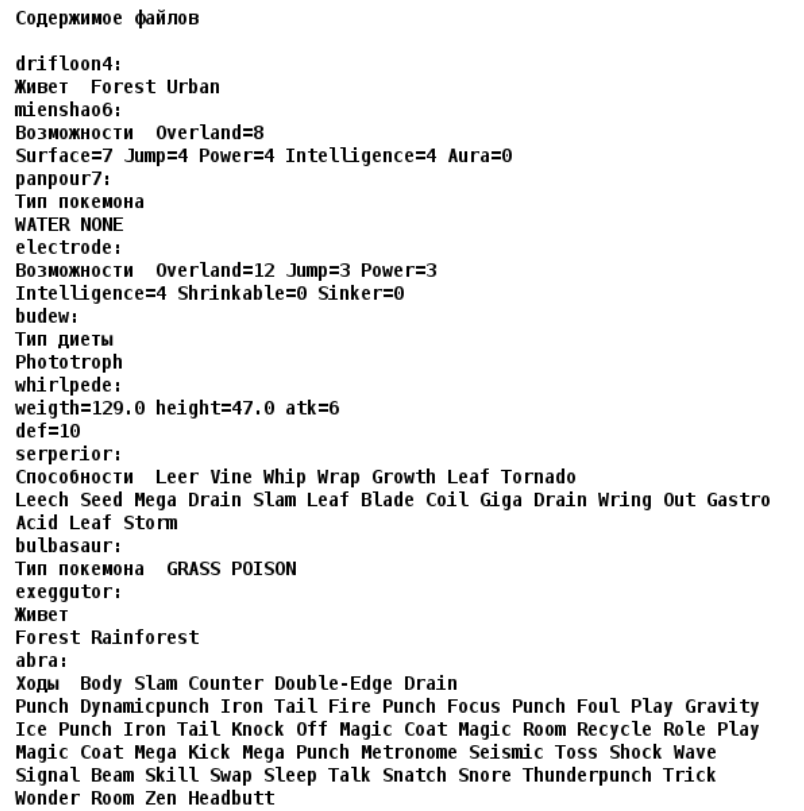 Содержимое файлов
drifloon4:
Живет  Forest Urban
mienshao6:
Возможности  Overland=8
Surface=7 Jump=4 Power=4 Intelligence=4 Aura=0
panpour7:
Тип покемона
WATER NONE
electrode:
Возможности  Overland=12 Jump=3 Power=3
Intelligence=4 Shrinkable=0 Sinker=0
budew:
Тип диеты
Phototroph
whirlpede:
weigth=129.0 height=47.0 atk=6
def=10
serperior:
Способности  Leer Vine Whip Wrap Growth Leaf Tornado
Leech Seed Mega Drain Slam Leaf Blade Coil Giga Drain Wring Out Gastro
Acid Leaf Storm
bulbasaur:
Тип покемона  GRASS POISON
exeggutor:
Живет
Forest Rainforest
abra:
Ходы  Body Slam Counter Double-Edge Drain
Punch Dynamicpunch Iron Tail Fire Punch Focus Punch Foul Play Gravity
Ice Punch Iron Tail Knock Off Magic Coat Magic Room Recycle Role Play
Magic Coat Mega Kick Mega Punch Metronome Seismic Toss Shock Wave
Signal Beam Skill Swap Sleep Talk Snatch Snore Thunderpunch Trick
Wonder Room Zen Headbutt